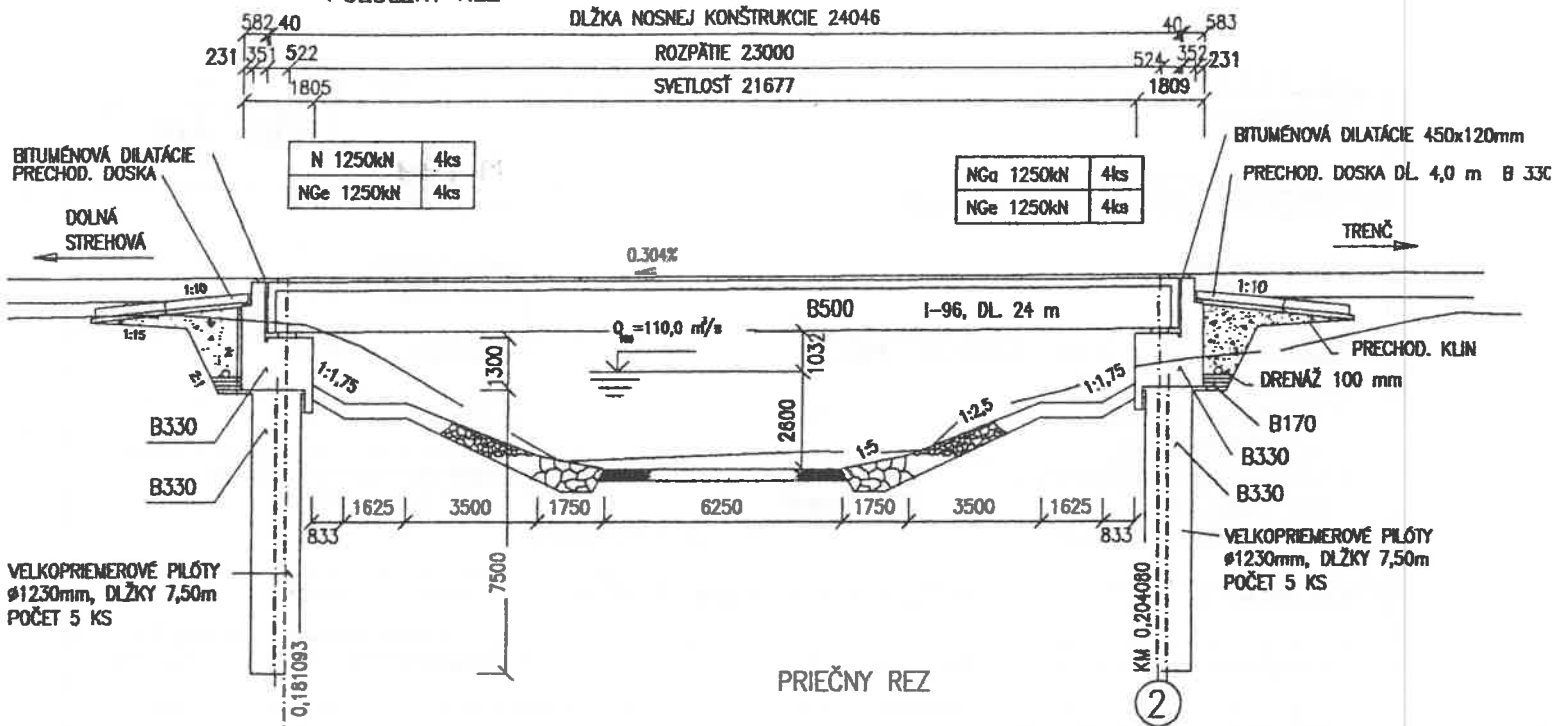 582 40 DLŽKA NOSNEJ KONŠTRUKCIE 24046 40 583
231 351 522 ROZPÄTIE 23000 524 352 231
1805 SVETLOSŤ 21677 1809
BITUMÉNOVÁ DILATÁCIE
PRECHOD. DOSKA
N 1250kN 4ks
NGe 1250kN 4ks
NGa 1250kN 4ks
NGe 1250kN 4ks
BITUMÉNOVÁ DILATÁCIE 450x120mm
PRECHOD. DOSKA DĹ. 4,0 m B 330
DOLNÁ
STREHOVÁ
TRENČ
0.304%
1:10
1:15
2:1
B500 I-96, DL. 24 m
1:10
=110,0 m³/s
1300
1032
2800
1:1,75
1:1,75
1:2,5
1:5
PRECHOD. KLIN
DRENÁŽ 100 mm
B170
B330
B330
B330
B330
833 1625 3500 1750 6250 1750 3500 1625 833
7500
VELKOPRIEMEROVÉ PILÓTY
ø1230mm, DLŽKY 7,50m
POČET 5 KS
VELKOPRIEMEROVÉ PILÓTY
ø1230mm, DLŽKY 7,50m
POČET 5 KS
0,181093
KM 0,204080
PRIEČNY REZ
2